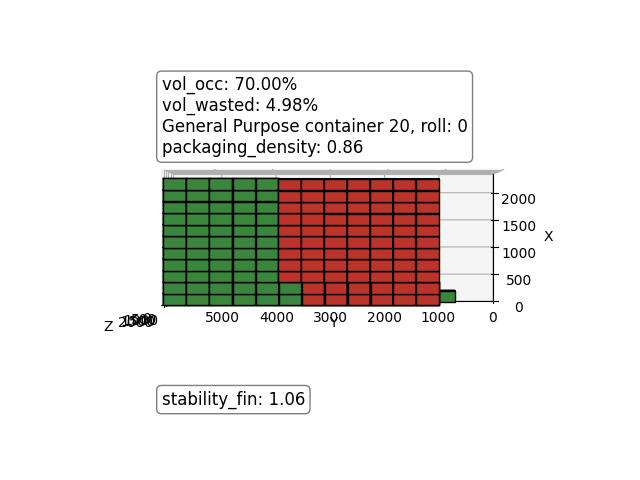 vol_occ: 70.00%
vol_wasted: 4.98%
General Purpose container 20, roll: 0
packaging_density: 0.86
2000
1500
X
1000
500
0
5000 4000 3000 2000 1000 0
Y
Z
stability_fin: 1.06